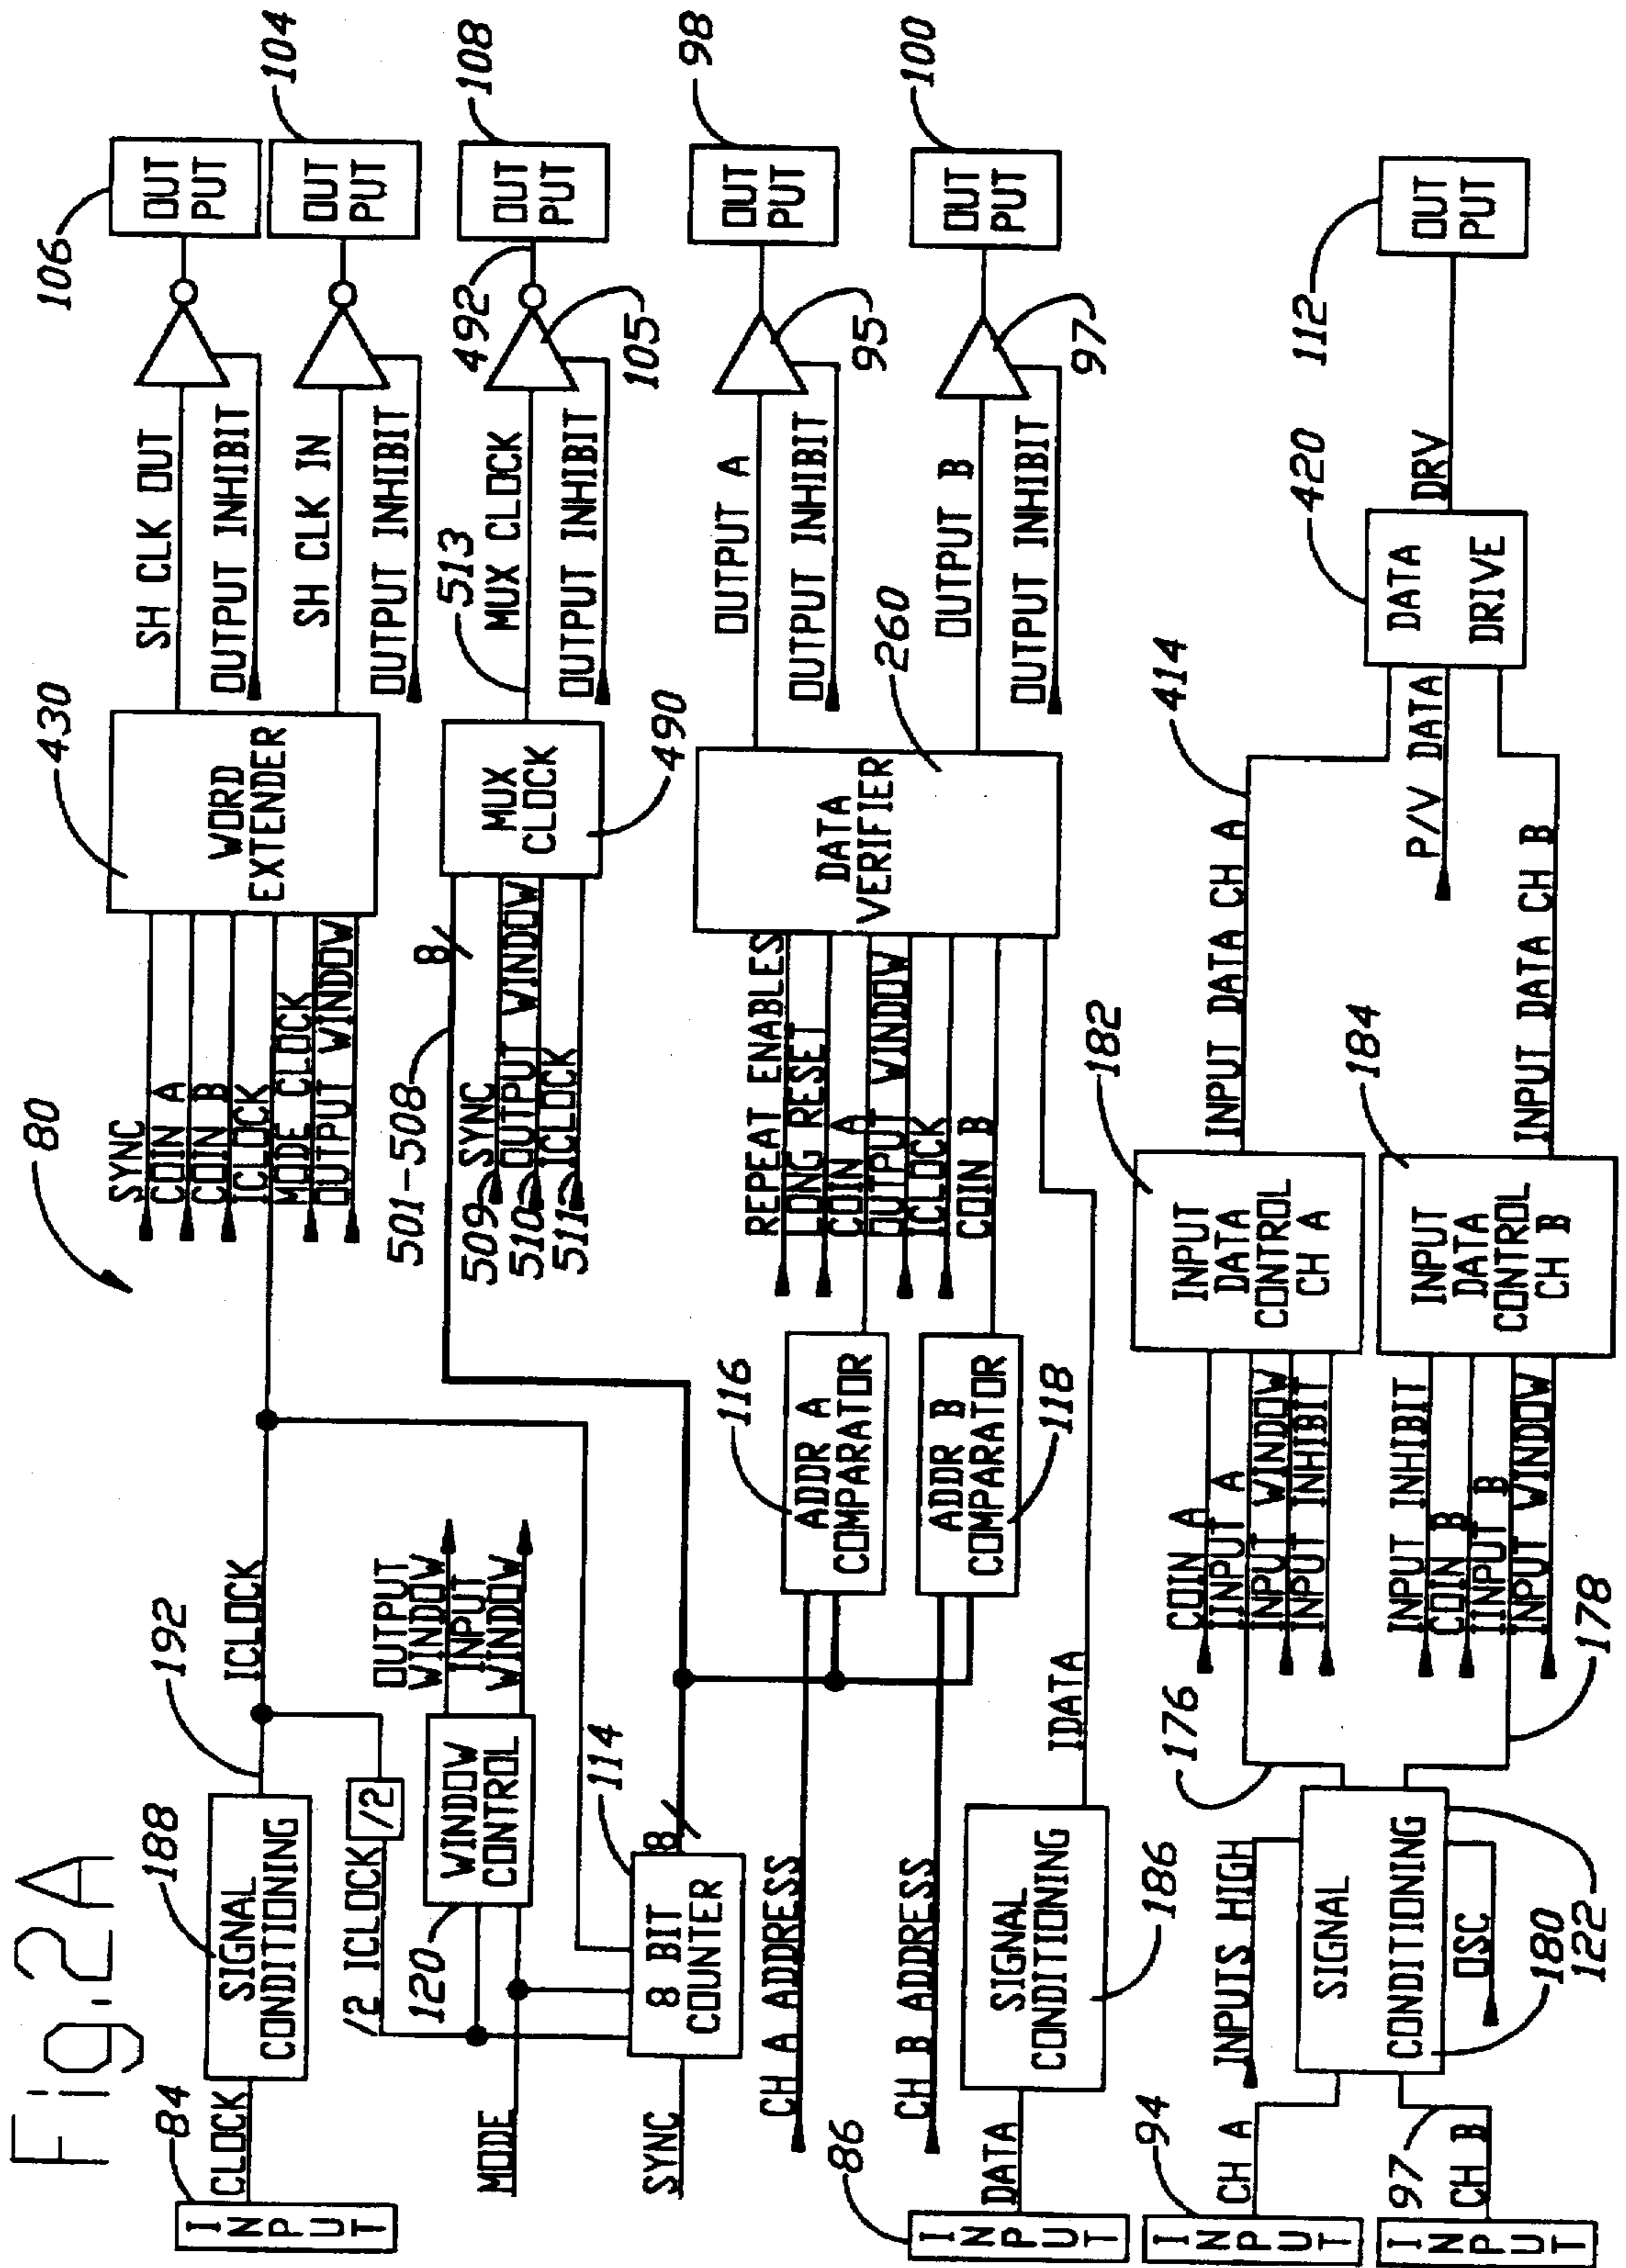 Fig. 2A
80
84
INPUT
CLOCK
188
SIGNAL
CONDITIONING
192
ICLOCK
/2
/2 ICLOCK
120
WINDOW
CONTROL
OUTPUT
WINDOW
INPUT
WINDOW
MODE
SYNC
114
8 BIT
COUNTER
8
SYNC
COIN A
COIN B
ICLOCK
MODE CLOCK
OUTPUT WINDOW
430
WORD
EXTENDER
SH CLK OUT
OUTPUT INHIBIT
106
OUT
PUT
SH CLK IN
OUTPUT INHIBIT
104
OUT
PUT
501-508
8
509
SYNC
510
OUTPUT WINDOW
511
ICLOCK
MUX
CLOCK
490
513
MUX CLOCK
OUTPUT INHIBIT
492
105
108
OUT
PUT
CH A ADDRESS
116
ADDR A
COMPARATOR
CH B ADDRESS
ADDR B
COMPARATOR
118
REPEAT ENABLES
LONG RESET
COIN A
OUTPUT WINDOW
ICLOCK
COIN B
DATA
VERIFIER
260
OUTPUT A
OUTPUT INHIBIT
95
98
OUT
PUT
OUTPUT B
OUTPUT INHIBIT
97
100
OUT
PUT
86
INPUT
DATA
SIGNAL
CONDITIONING
186
IDATA
94
INPUT
CH A
97
INPUT
CH B
INPUTS HIGH
SIGNAL
CONDITIONING
OSC
180
122
176
178
COIN A
IINPUT A
INPUT WINDOW
INPUT INHIBIT
182
INPUT
DATA
CONTROL
CH A
INPUT INHIBIT
COIN B
IINPUT B
INPUT WINDOW
184
INPUT
DATA
CONTROL
CH B
INPUT DATA CH A
414
P/V DATA
INPUT DATA CH B
420
DATA
DRIVE
DRV
112
OUT
PUT